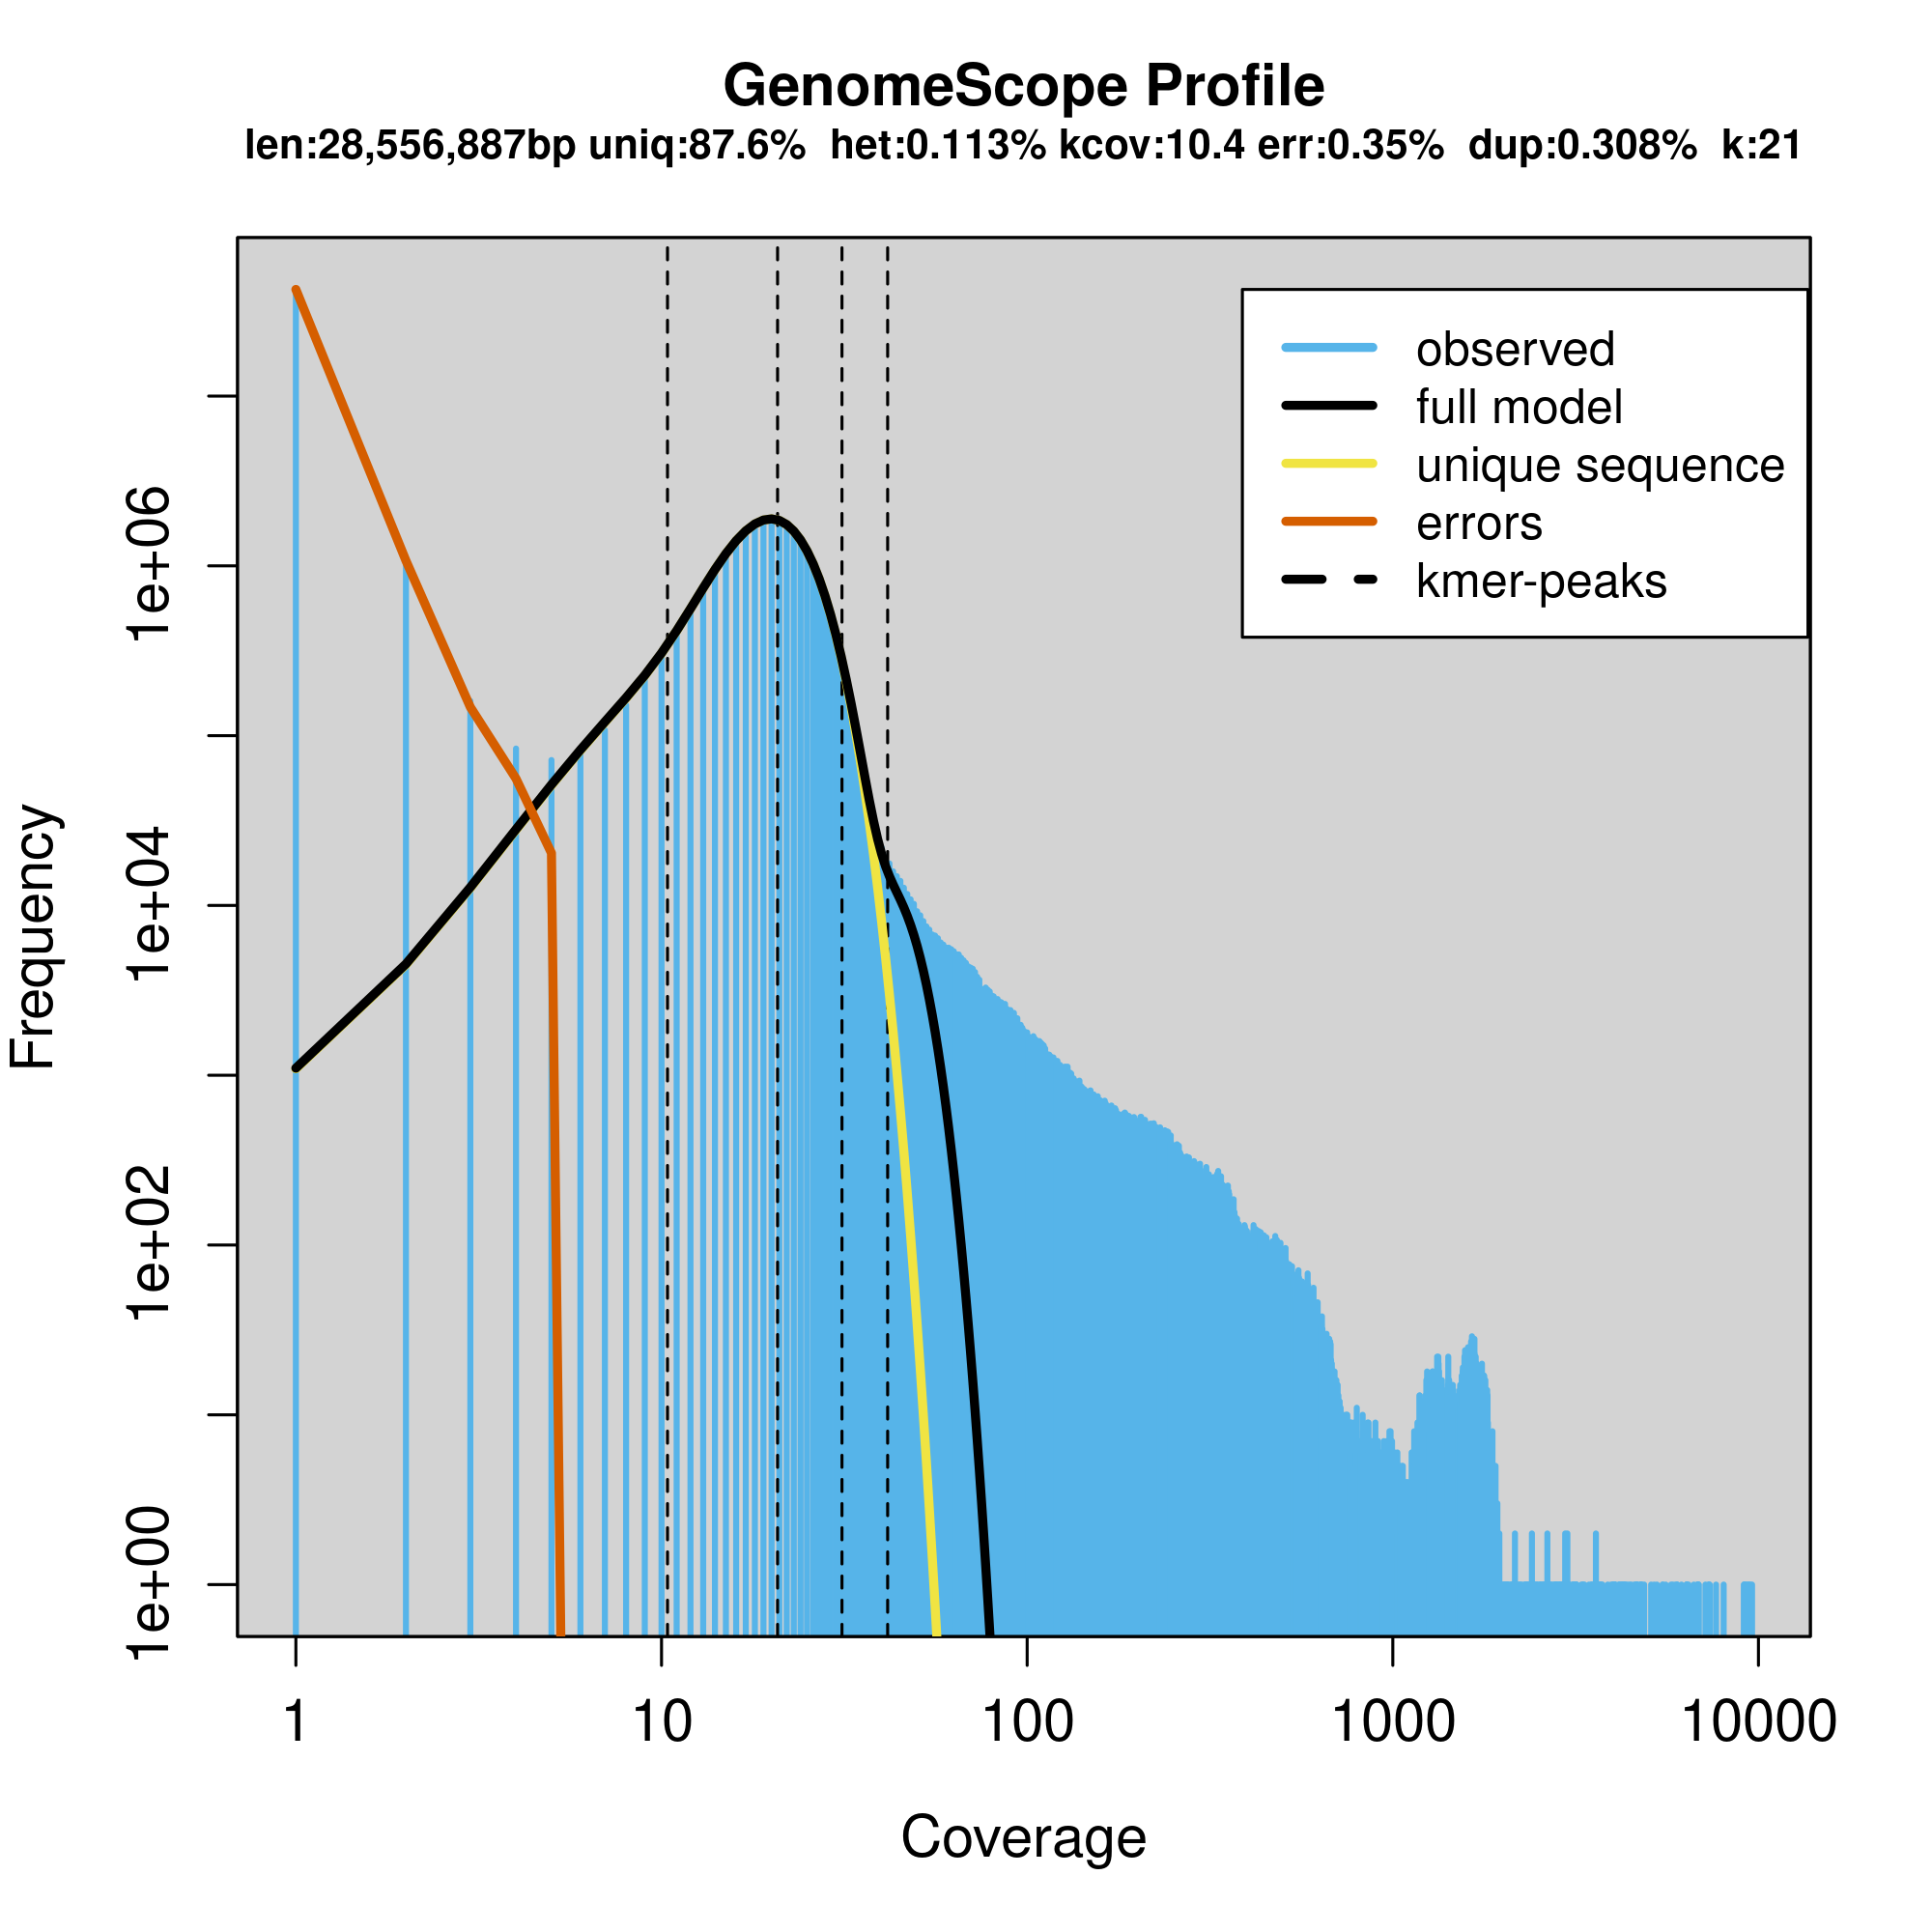 GenomeScope Profile
len:28,556,887bp uniq:87.6% het:0.113% kcov:10.4 err:0.35% dup:0.308% k:21
observed
full model
unique sequence
errors
kmer-peaks
Frequency
1e+06
1e+04
1e+02
1e+00
1 10 100 1000 10000
Coverage